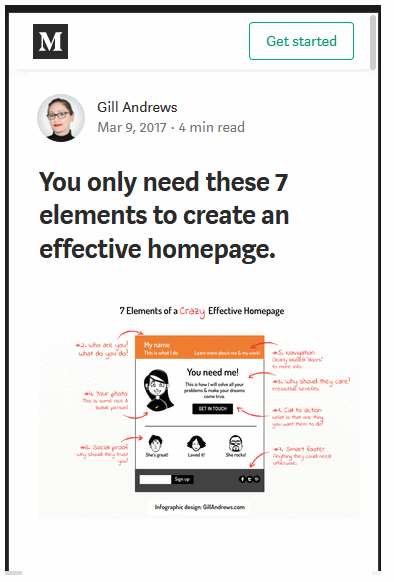 M
Get started
Gill Andrews
Mar 9, 2017 · 4 min read
You only need these 7
elements to create an
effective homepage.
7 Elements of a Crazy Effective Homepage
#2. Who are you?
What do you do?
My name
This is what I do
Learn more about me & my work!
#5. Navigation
Clearly labeled "doors"
to more info
You need me!
This is how I will solve all your
problems & make your dreams
come true.
GET IN TOUCH
#3. Why should they care?
Irresistible benefits
#4. Your photo
This is some nice &
person!
#1. Call to action
What is that one they
you want them to do?
#6. Social proof
Why should they trust
you?
She's great!
Loved it!
She rocks!
#7. Smart footer
Anything they could need
otherwise.
Sign up
Infographic design: GillAndrews.com